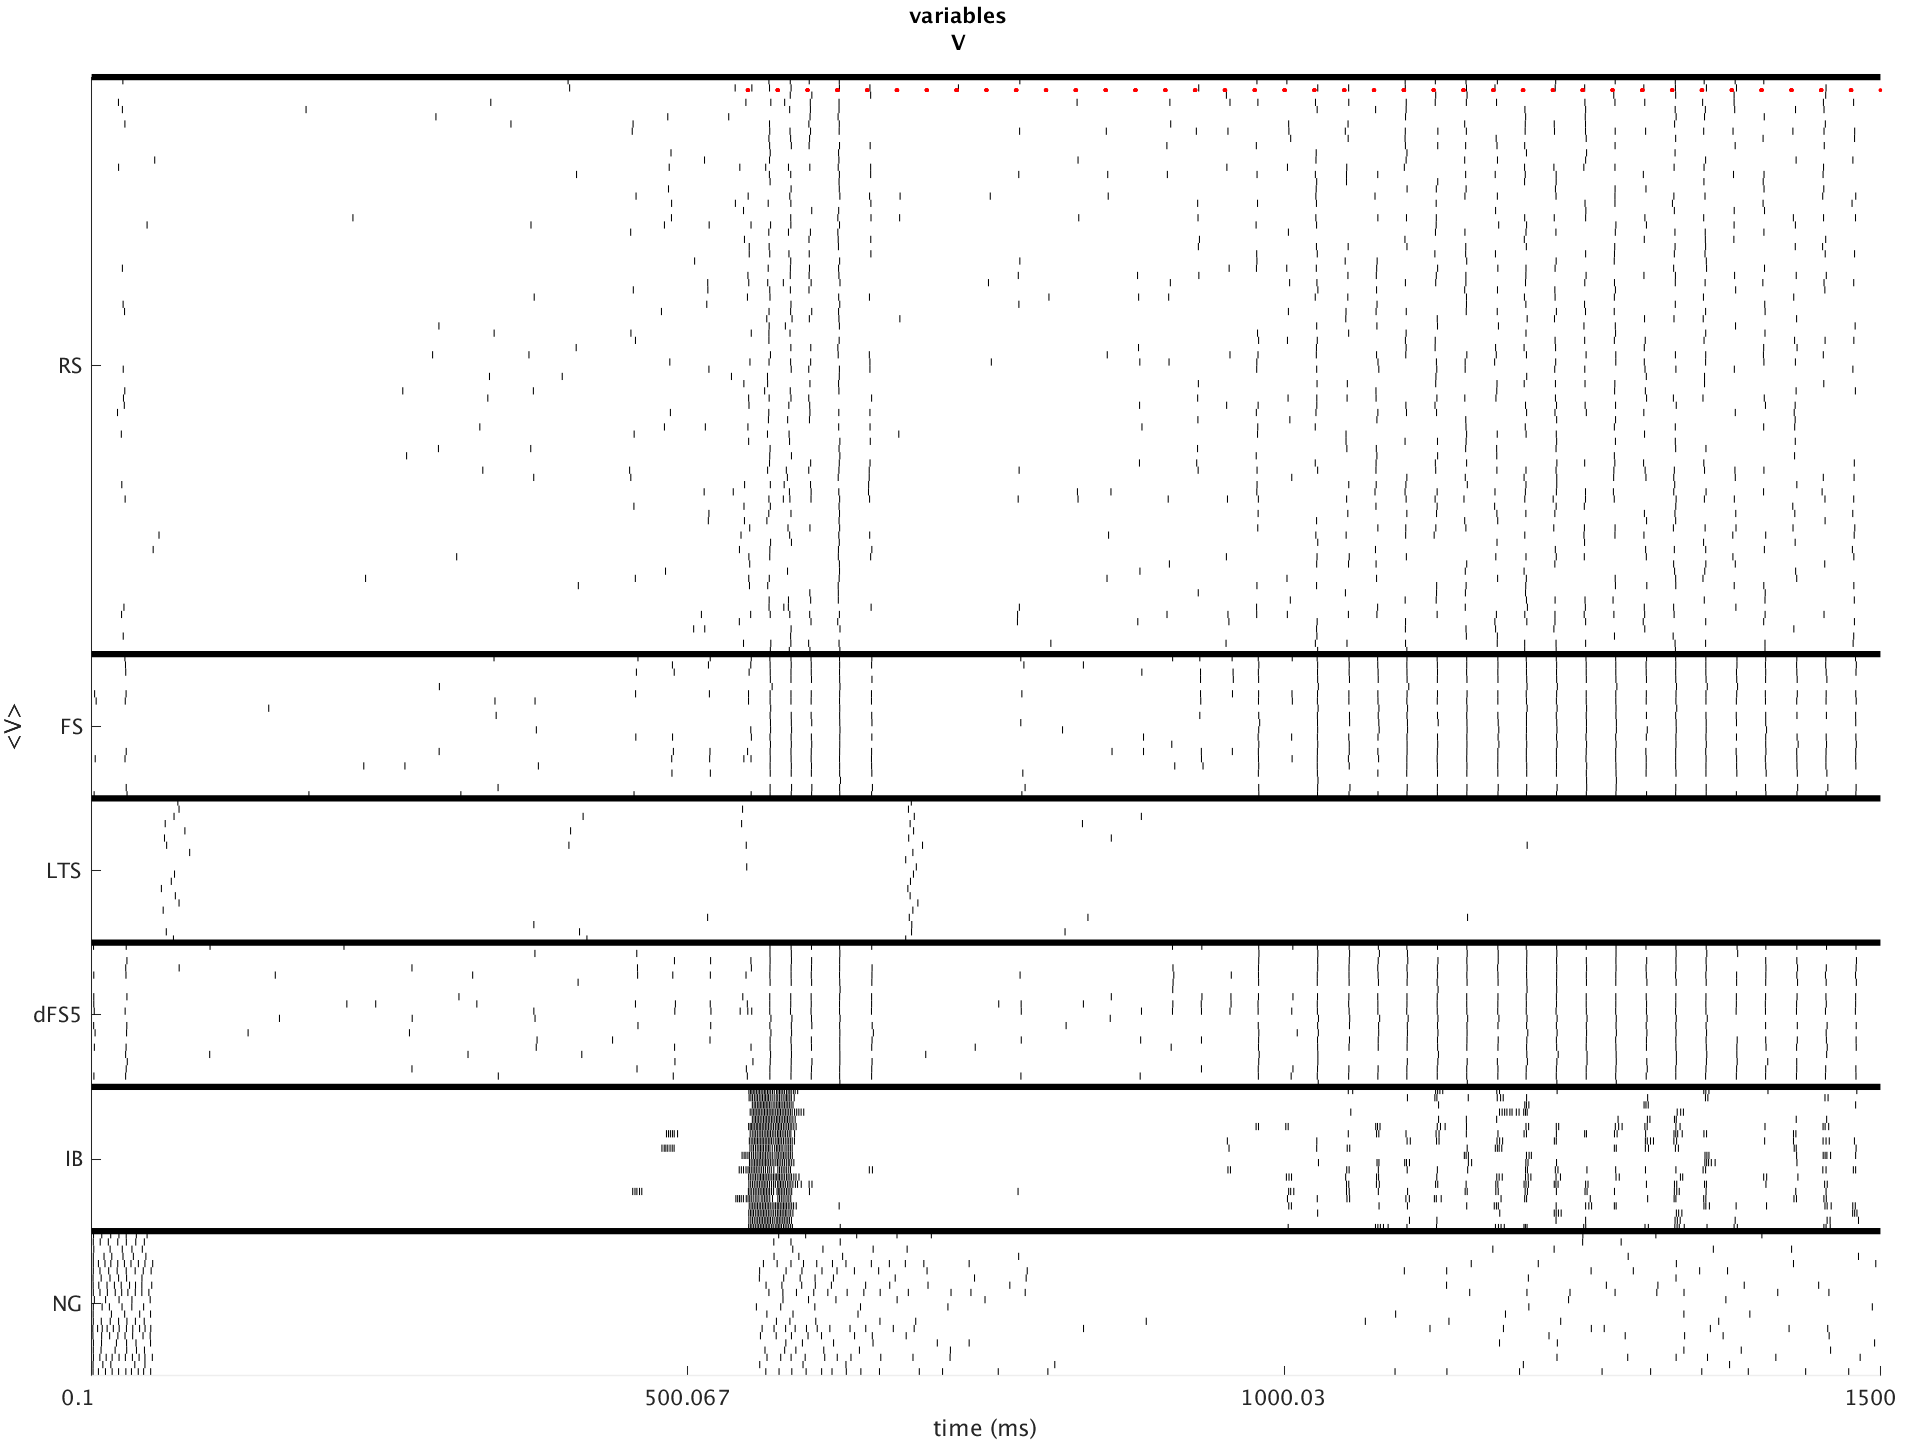 variables
V
RS
FS
LTS
dFS5
IB
NG
<V>
0.1
500.067
1000.03
1500
time (ms)